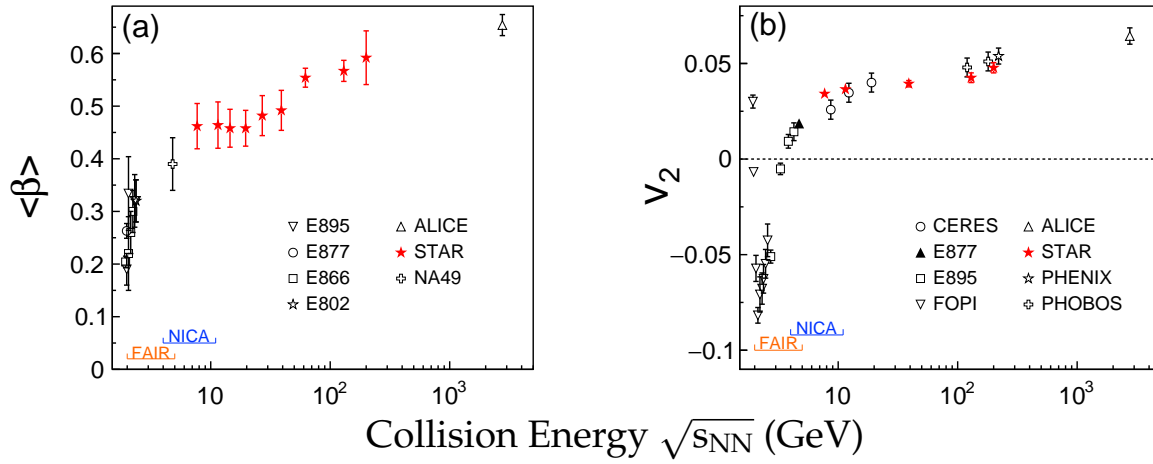 (a)
0.6
0.5
0.4
0.3
0.2
0.1
0
<β>
E895
E877
E866
E802
ALICE
STAR
NA49
NICA
FAIR
10
10²
10³
(b)
0.05
0
−0.05
−0.1
v₂
CERES
E877
E895
FOPI
ALICE
STAR
PHENIX
PHOBOS
NICA
FAIR
10
10²
10³
Collision Energy √s_NN (GeV)